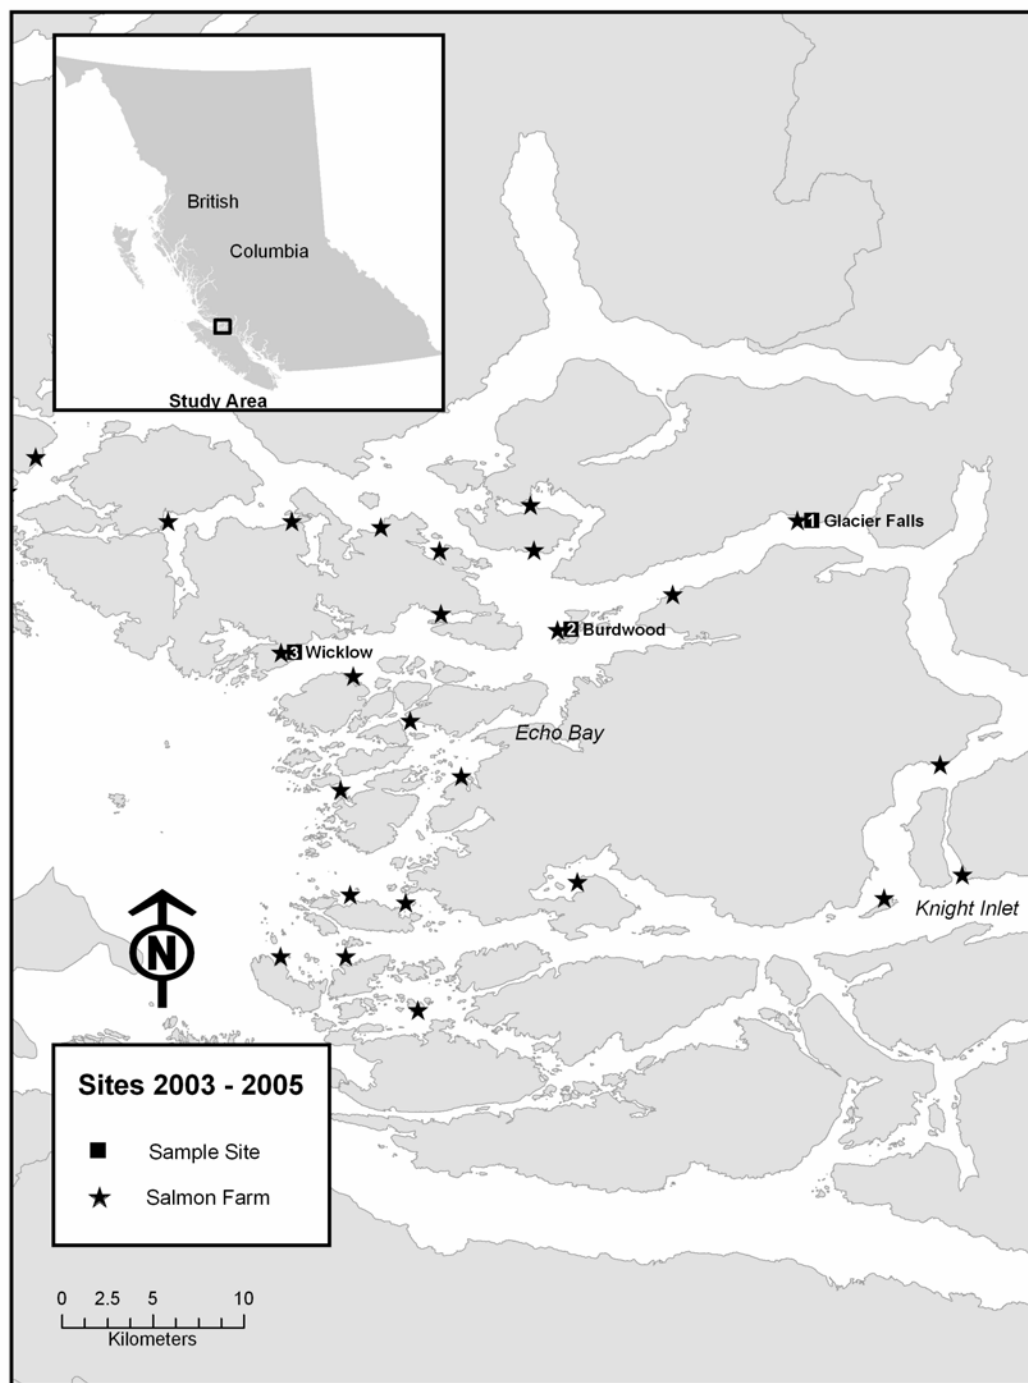 British
Columbia
Study Area
1 Glacier Falls
2 Burdwood
3 Wicklow
Echo Bay
Knight Inlet
N
Sites 2003 - 2005
Sample Site
Salmon Farm
0 2.5 5 10
Kilometers